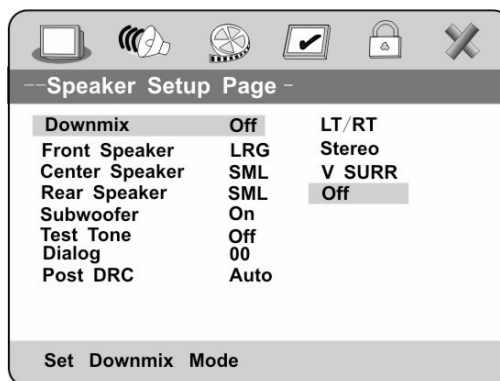 --Speaker Setup Page -
Downmix Off LT/RT
Front Speaker LRG Stereo
Center Speaker SML V SURR
Rear Speaker SML Off
Subwoofer On
Test Tone Off
Dialog 00
Post DRC Auto
Set Downmix Mode